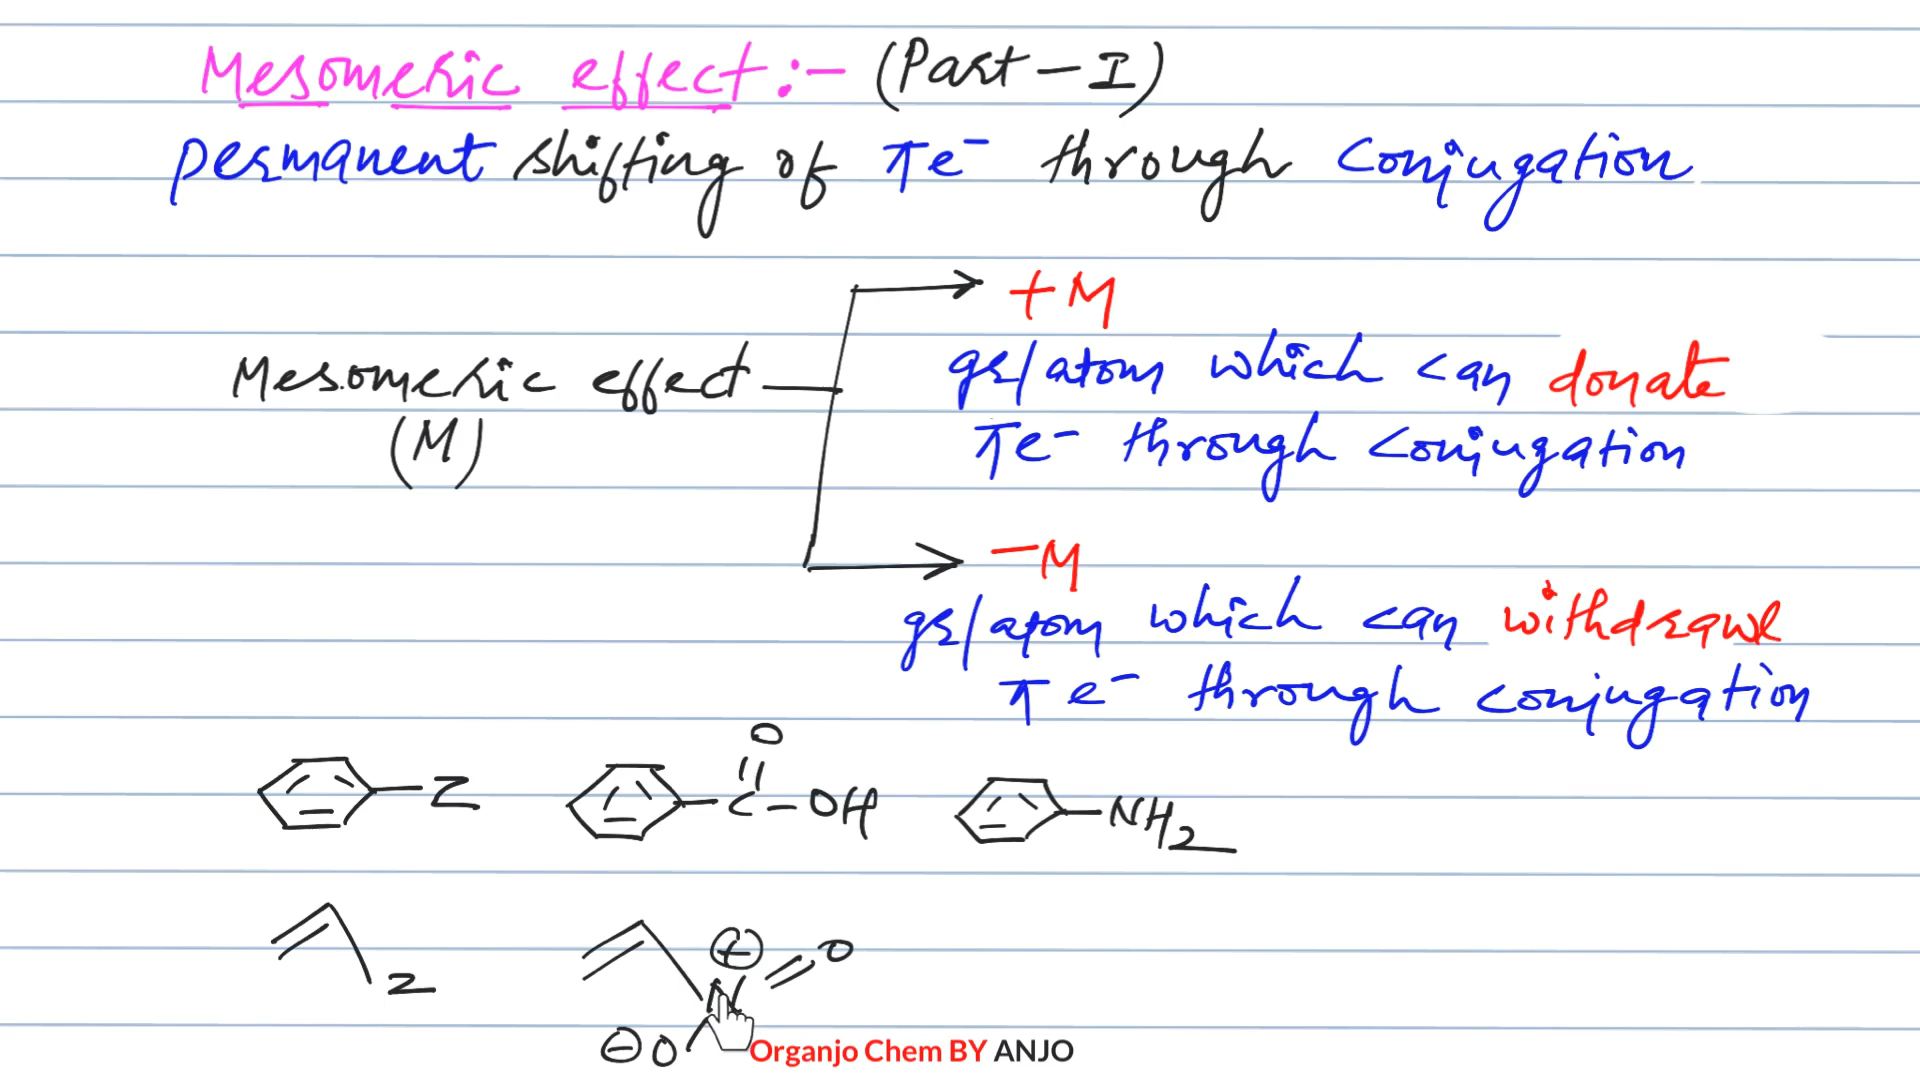 Mesomeric effect :- (Part-I)
permanent shifting of πe⁻ through conjugation
+M
Mesomeric effect
(M)
gr/atom which can donate
πe⁻ through conjugation
-M
gr/atom which can withdrawl
πe⁻ through conjugation
Z
O
C-OH
NH2
Z
⊕
N
O
⊖O
Organjo Chem BY ANJO